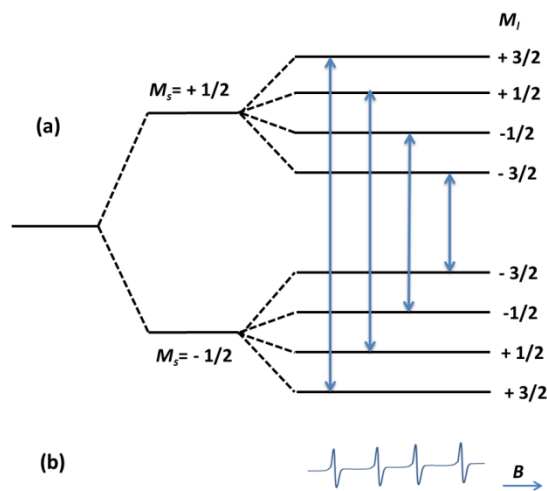 M_I
+ 3/2
M_s= + 1/2
+ 1/2
(a)
-1/2
- 3/2
- 3/2
-1/2
M_s= - 1/2
+ 1/2
+ 3/2
(b)
B